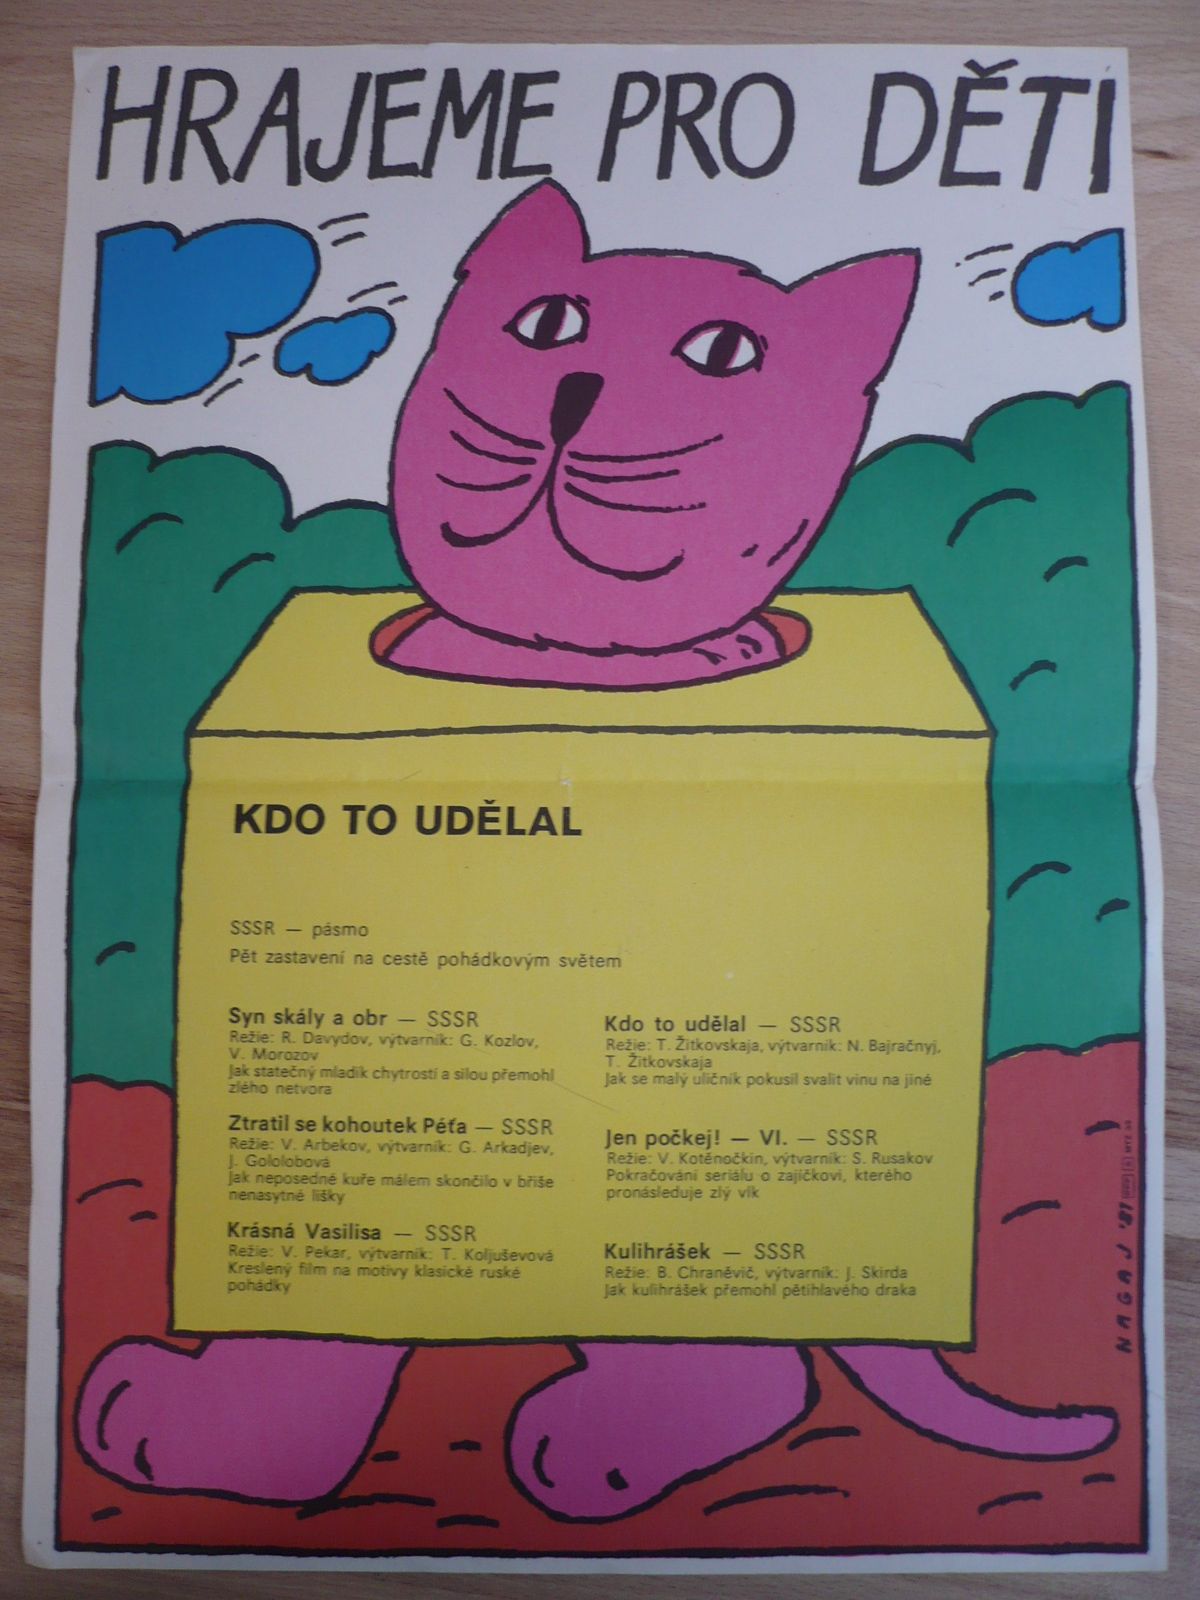 HRAJEME PRO DĚTI
KDO TO UDĚLAL
SSSR — pásmo
Pět zastavení na cestě pohádkovým světem
Syn skály a obr — SSSR
Režie: R. Davydov, výtvarník: G. Kozlov,
V. Morozov
Jak statečný mladík chytrostí a silou přemohl
zlého netvora
Ztratil se kohoutek Péťa — SSSR
Režie: V. Arbekov, výtvarník: G. Arkadjev,
J. Gololobová
Jak neposedné kuře málem skončilo v břiše
nenasytné lišky
Krásná Vasilisa — SSSR
Režie: V. Pekar, výtvarník: T. Koljuševová
Kreslený film na motivy klasické ruské
pohádky
Kdo to udělal — SSSR
Režie: T. Žitkovskaja, výtvarník: N. Bajračnyj,
T. Žitkovskaja
Jak se malý uličník pokusil svalit vinu na jiné
Jen počkej! — VI. — SSSR
Režie: V. Kotěnočkin, výtvarník: S. Rusakov
Pokračování seriálu o zajíčkovi, kterého
pronásleduje zlý vlk
Kulihrášek — SSSR
Režie: B. Chraněvič, výtvarník: J. Skirda
Jak kulihrášek přemohl pětihlavého draka
NAGAJ '81